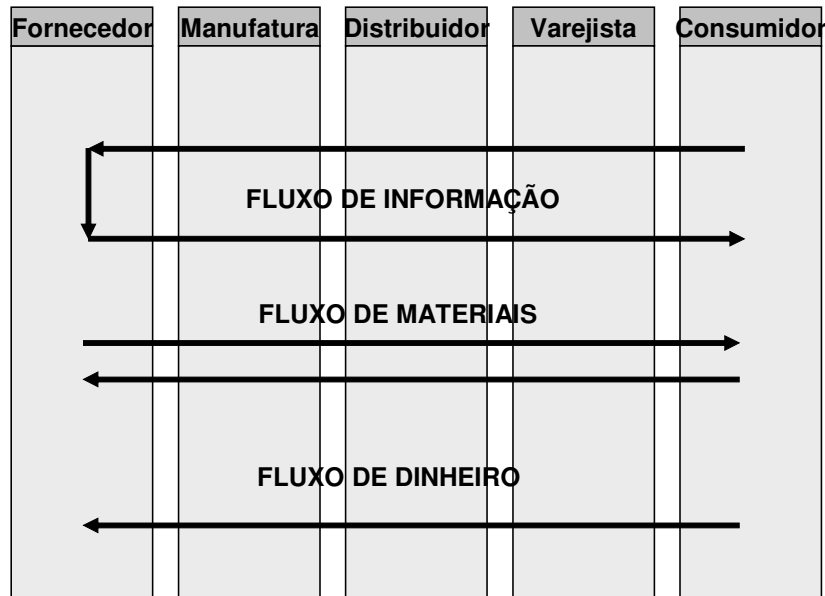 Fornecedor Manufatura Distribuidor Varejista Consumidor
FLUXO DE INFORMAÇÃO
FLUXO DE MATERIAIS
FLUXO DE DINHEIRO